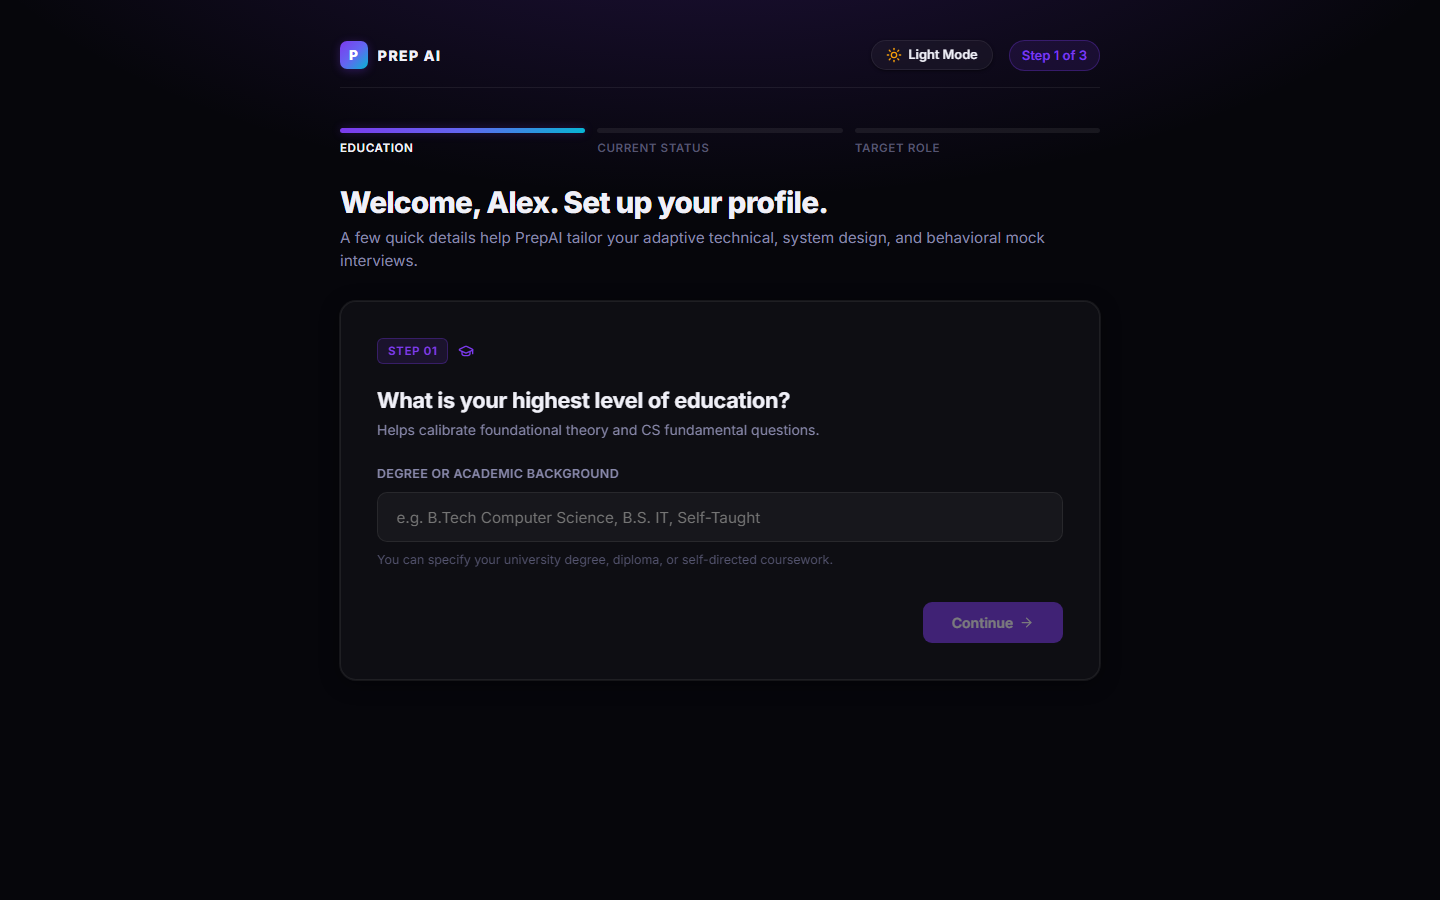 P PREP AI
Light Mode
Step 1 of 3
EDUCATION
CURRENT STATUS
TARGET ROLE
Welcome, Alex. Set up your profile.
A few quick details help PrepAI tailor your adaptive technical, system design, and behavioral mock
interviews.
STEP 01
What is your highest level of education?
Helps calibrate foundational theory and CS fundamental questions.
DEGREE OR ACADEMIC BACKGROUND
e.g. B.Tech Computer Science, B.S. IT, Self-Taught
You can specify your university degree, diploma, or self-directed coursework.
Continue →